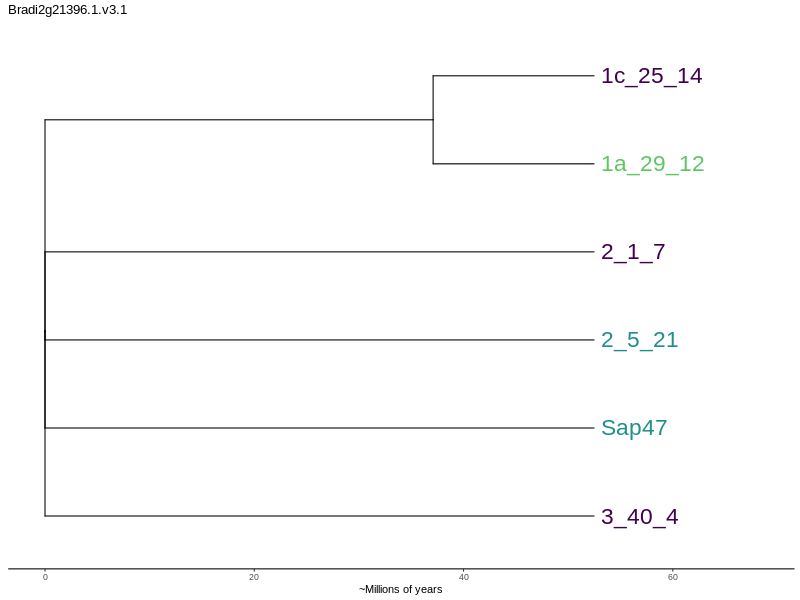 Bradi2g21396.1.v3.1
1c_25_14
1a_29_12
2_1_7
2_5_21
Sap47
3_40_4
0 20 40 60
~Millions of years